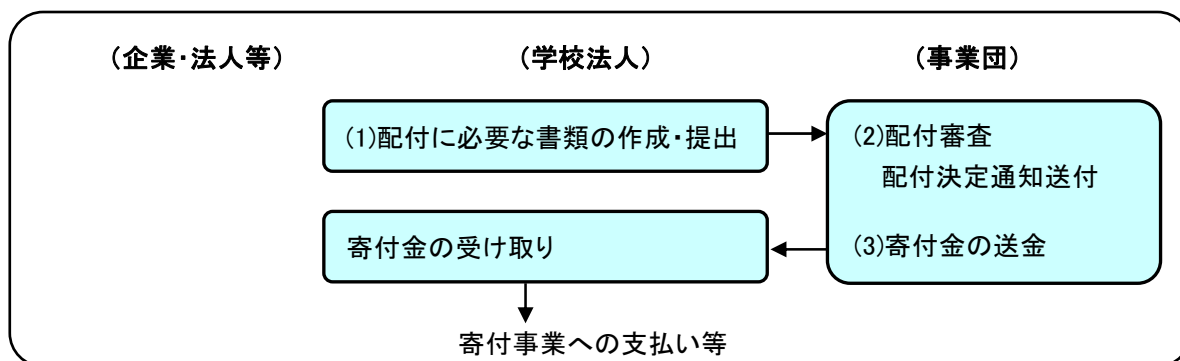 （企業・法人等）
（学校法人）
（事業団）
(1)配付に必要な書類の作成・提出
(2)配付審査
配付決定通知送付
寄付金の受け取り
(3)寄付金の送金
寄付事業への支払い等